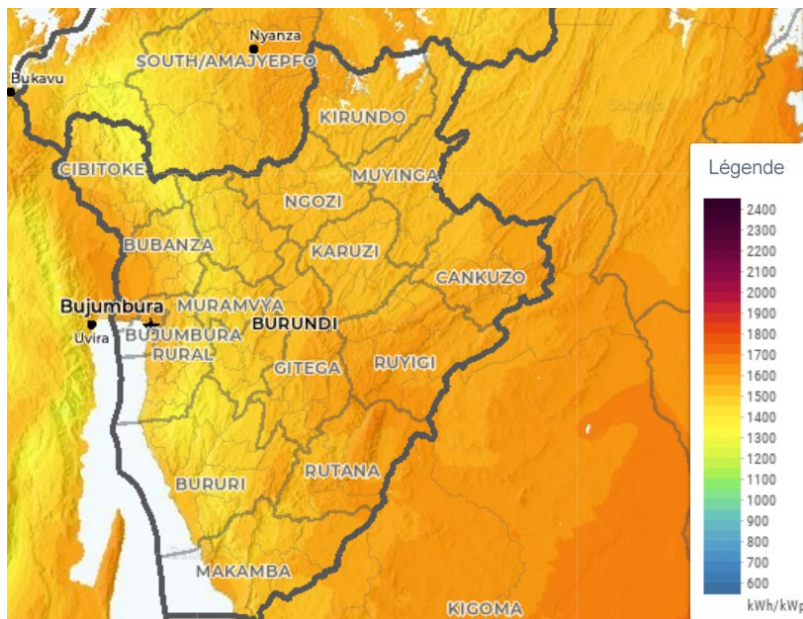 Nyanza
SOUTH/AMAJYEPFO
Bukavu
KIRUNDO
CIBITOKE
MUYINGA
Légende
NGOZI
2400
2300
2200
2100
2000
1900
1800
1700
1600
1500
1400
1300
1200
1100
1000
900
800
700
600
kWh/kWp
BUBANZA
KARUZI
CANKUZO
Bujumbura
MURAMVYA
Uvira
BUJUMBURA
RURAL
BURUNDI
GITEGA
RUYIGI
BURURI
RUTANA
MAKAMBA
KIGOMA